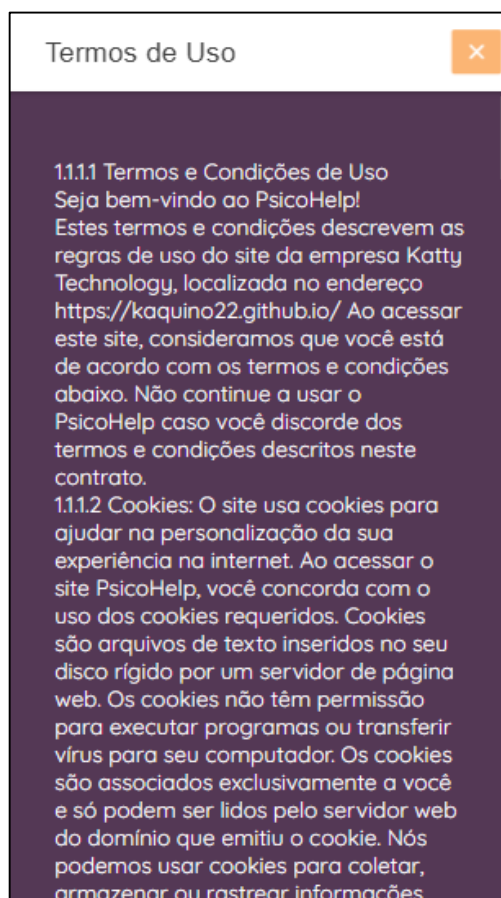 Termos de Uso
1.1.1.1 Termos e Condições de Uso
Seja bem-vindo ao PsicoHelp!
Estes termos e condições descrevem as
regras de uso do site da empresa Katty
Technology, localizada no endereço
https://kaquino22.github.io/ Ao acessar
este site, consideramos que você está
de acordo com os termos e condições
abaixo. Não continue a usar o
PsicoHelp caso você discorde dos
termos e condições descritos neste
contrato.
1.1.1.2 Cookies: O site usa cookies para
ajudar na personalização da sua
experiência na internet. Ao acessar o
site PsicoHelp, você concorda com o
uso dos cookies requeridos. Cookies
são arquivos de texto inseridos no seu
disco rígido por um servidor de página
web. Os cookies não têm permissão
para executar programas ou transferir
vírus para seu computador. Os cookies
são associados exclusivamente a você
e só podem ser lidos pelo servidor web
do domínio que emitiu o cookie. Nós
podemos usar cookies para coletar,
armazenar ou rastrear informações